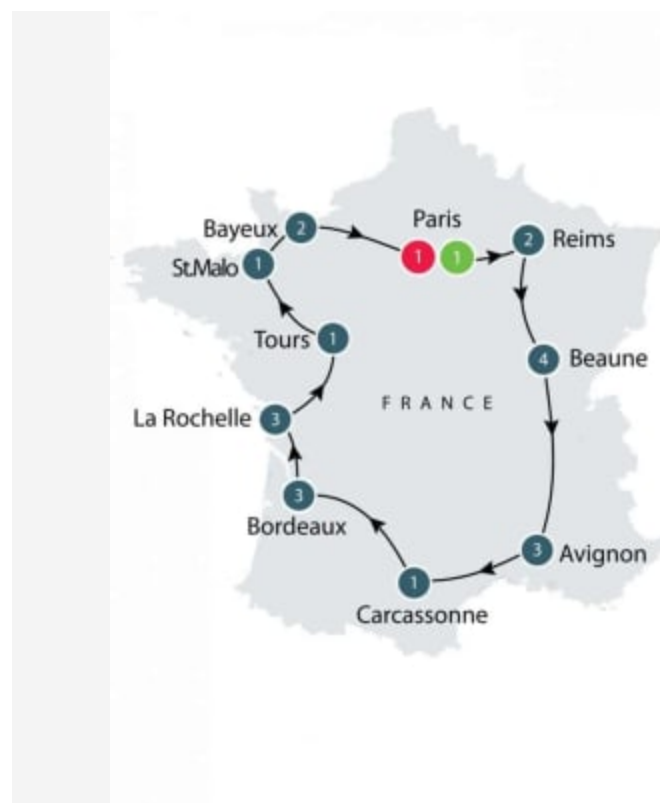 Paris
Bayeux 2
1 1
2 Reims
St.Malo 1
Tours 1
4 Beaune
FRANCE
La Rochelle 3
3
Bordeaux
3 Avignon
1
Carcassonne